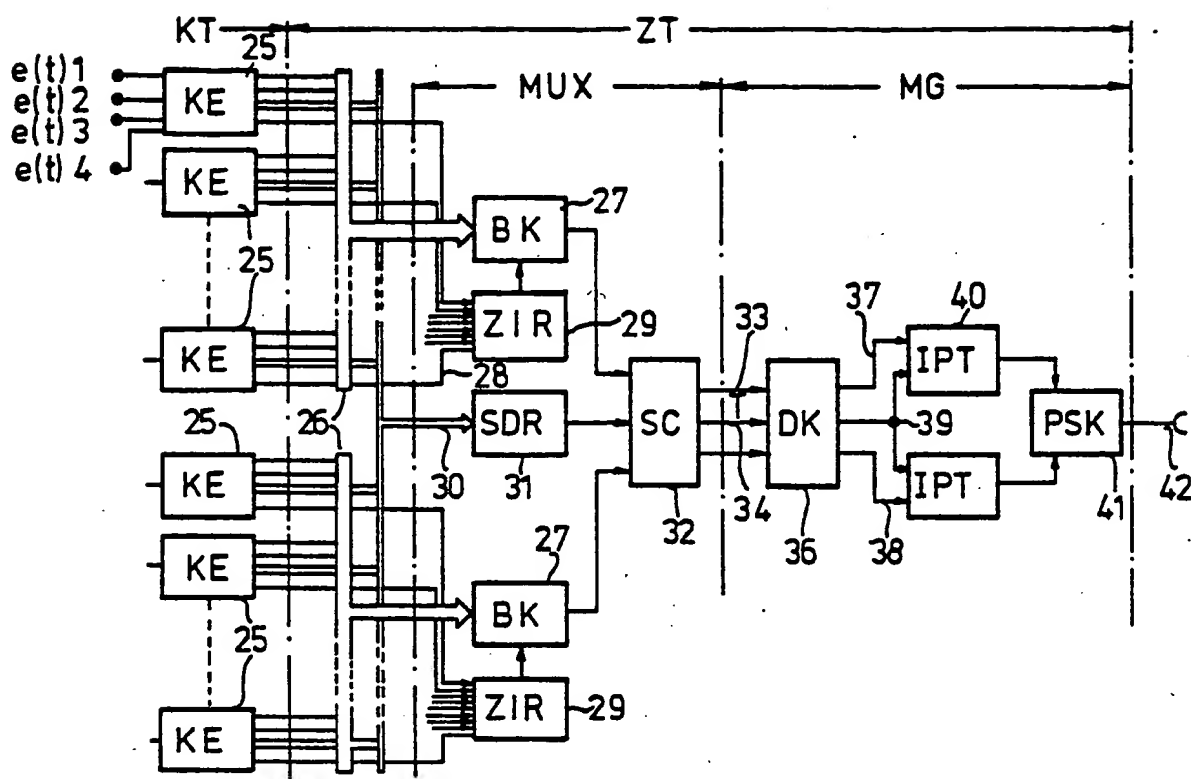 KT
ZT
25
MUX
MG
e(t)1
e(t)2
e(t)3
e(t)4
KE
KE
25
25
KE
BK
27
ZIR
29
28
26
33
37
40
IPT
SC
DK
39
PSK
42
41
25
SDR
30
31
32
34
36
38
IPT
KE
KE
25
27
BK
ZIR
29
KE